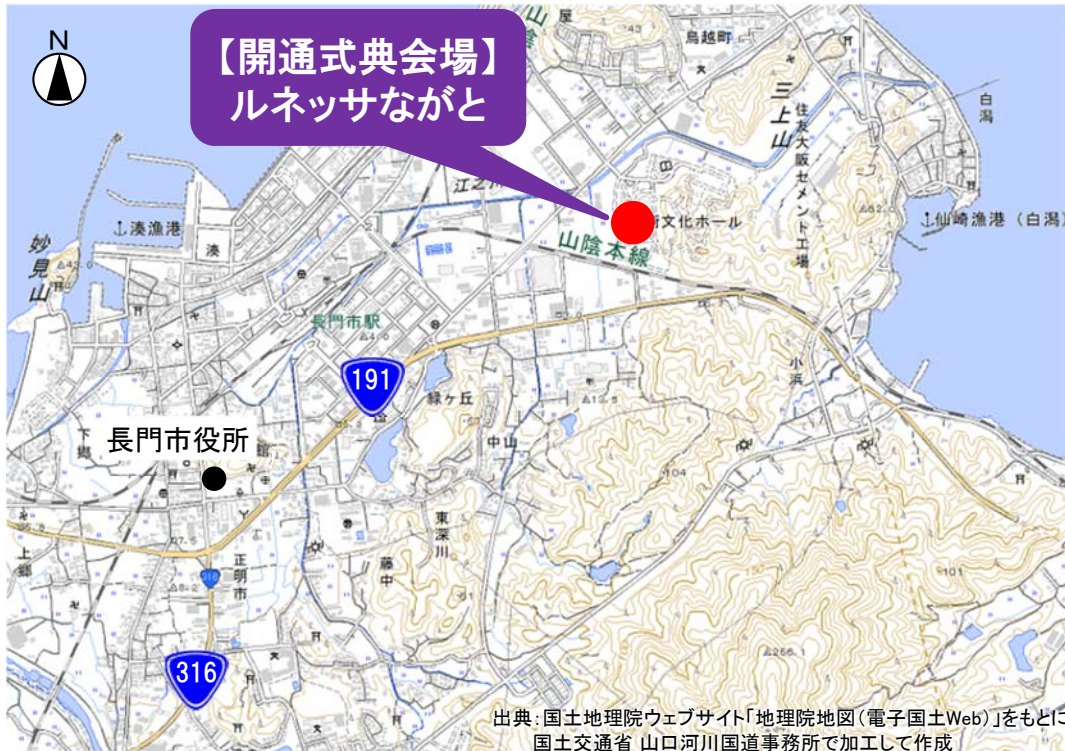 N
【開通式典会場】
ルネッサながと
鳥越町
三上山
住友大阪セメント工場
白潟
江之川
文化ホール
仙崎漁港(白潟)
山陰本線
湊漁港
湊
妙見山
長門市駅
191
小浜
緑ヶ丘
中山
下郷
長門市役所
104
東深川
上郷
正明市
藤中
101
316
256.1
出典:国土地理院ウェブサイト「地理院地図(電子国土Web)」をもとに
国土交通省 山口河川国道事務所で加工して作成